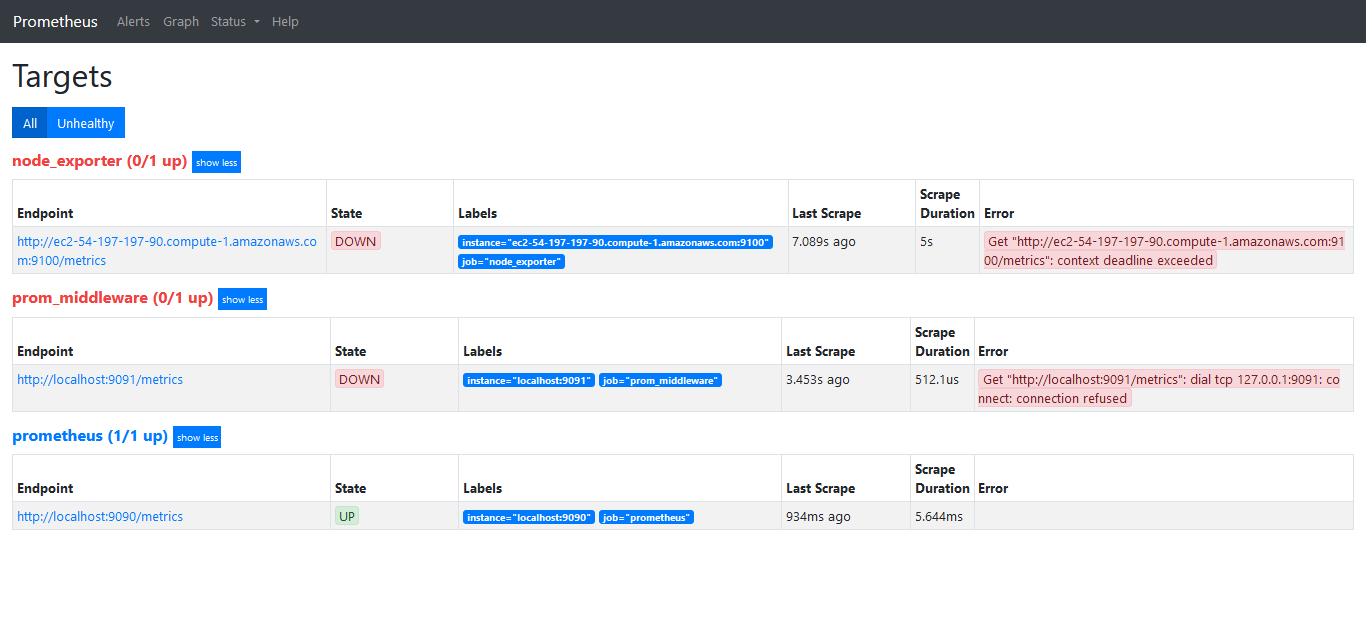 Prometheus Alerts Graph Status Help
Targets
All Unhealthy
node_exporter (0/1 up) show less
Scrape
Endpoint State Labels Last Scrape Duration Error
http://ec2-54-197-197-90.compute-1.amazonaws.co DOWN instance="ec2-54-197-197-90.compute-1.amazonaws.com:9100" 7.089s ago 5s Get "http://ec2-54-197-197-90.compute-1.amazonaws.com:91
m:9100/metrics job="node_exporter" 00/metrics": context deadline exceeded
prom_middleware (0/1 up) show less
Scrape
Endpoint State Labels Last Scrape Duration Error
http://localhost:9091/metrics DOWN instance="localhost:9091" job="prom_middleware" 3.453s ago 512.1us Get "http://localhost:9091/metrics": dial tcp 127.0.0.1:9091: co
nnect: connection refused
prometheus (1/1 up) show less
Scrape
Endpoint State Labels Last Scrape Duration Error
http://localhost:9090/metrics UP instance="localhost:9090" job="prometheus" 934ms ago 5.644ms